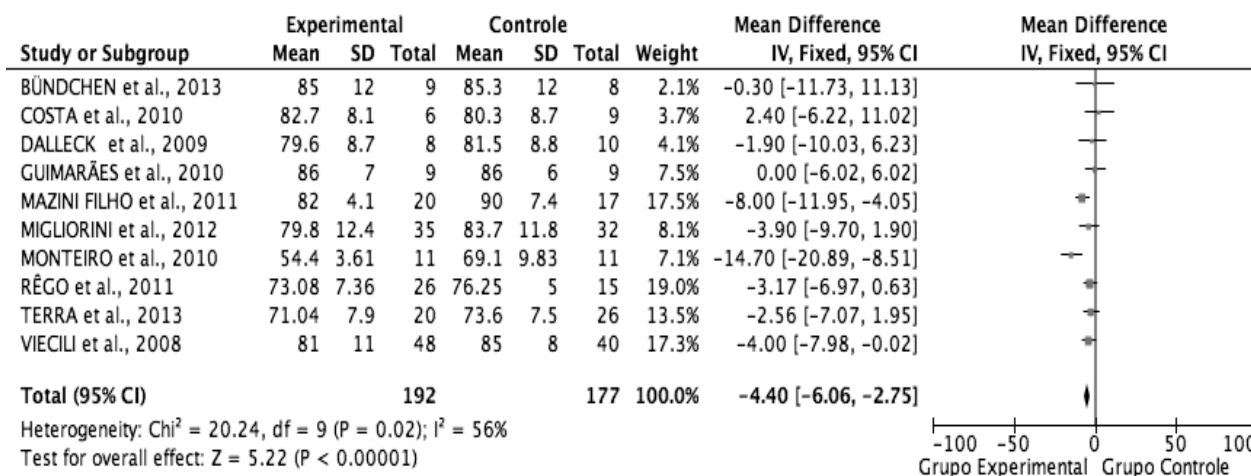 Experimental Controle Mean Difference Mean Difference
Study or Subgroup Mean SD Total Mean SD Total Weight IV, Fixed, 95% CI IV, Fixed, 95% CI
BÜNDCHEN et al., 2013 85 12 9 85.3 12 8 2.1% −0.30 [−11.73, 11.13]
COSTA et al., 2010 82.7 8.1 6 80.3 8.7 9 3.7% 2.40 [−6.22, 11.02]
DALLECK et al., 2009 79.6 8.7 8 81.5 8.8 10 4.1% −1.90 [−10.03, 6.23]
GUIMARÃES et al., 2010 86 7 9 86 6 9 7.5% 0.00 [−6.02, 6.02]
MAZINI FILHO et al., 2011 82 4.1 20 90 7.4 17 17.5% −8.00 [−11.95, −4.05]
MIGLIORINI et al., 2012 79.8 12.4 35 83.7 11.8 32 8.1% −3.90 [−9.70, 1.90]
MONTEIRO et al., 2010 54.4 3.61 11 69.1 9.83 11 7.1% −14.70 [−20.89, −8.51]
RÊGO et al., 2011 73.08 7.36 26 76.25 5 15 19.0% −3.17 [−6.97, 0.63]
TERRA et al., 2013 71.04 7.9 20 73.6 7.5 26 13.5% −2.56 [−7.07, 1.95]
VIECILI et al., 2008 81 11 48 85 8 40 17.3% −4.00 [−7.98, −0.02]
Total (95% CI) 192 177 100.0% −4.40 [−6.06, −2.75]
Heterogeneity: Chi² = 20.24, df = 9 (P = 0.02); I² = 56%
Test for overall effect: Z = 5.22 (P < 0.00001)
−100 −50 0 50 100
Grupo Experimental Grupo Controle